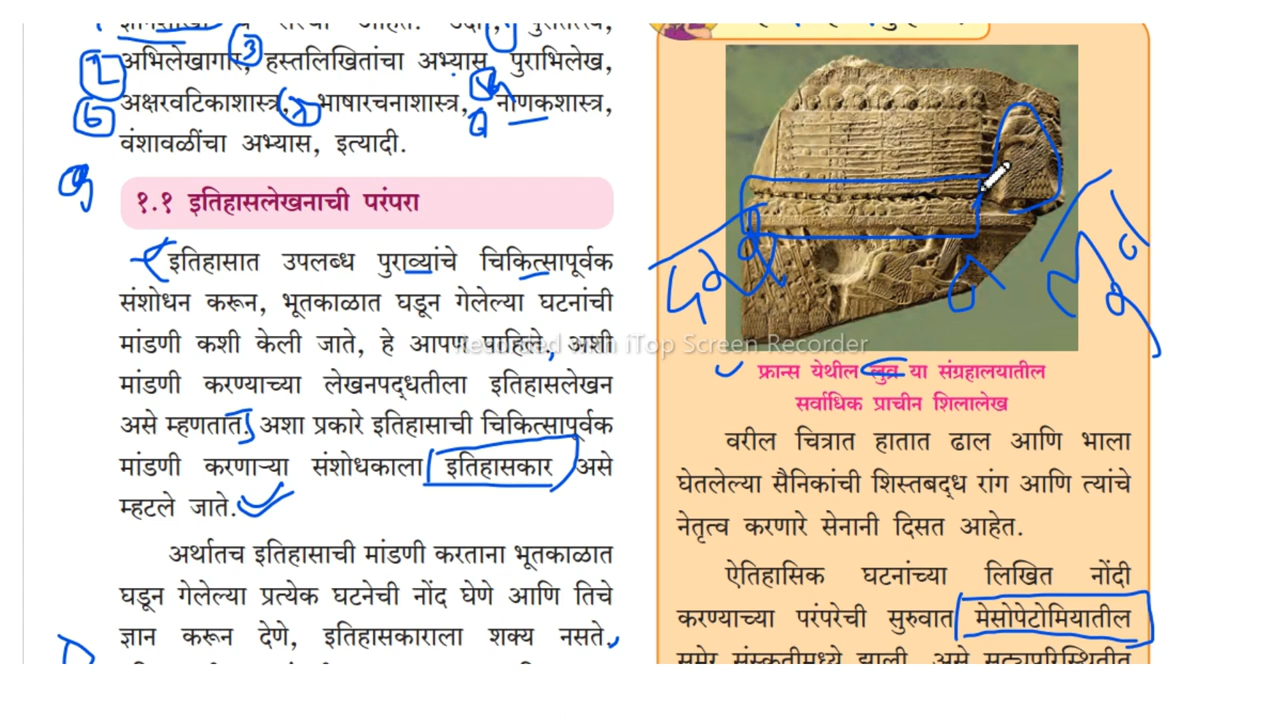 अभिलेखागार, हस्तलिखितांचा अभ्यास, पुराभिलेख,
अक्षरवटिकाशास्त्र, भाषारचनाशास्त्र, नाणकशास्त्र,
वंशावळींचा अभ्यास, इत्यादी.
१.१ इतिहासलेखनाची परंपरा
इतिहासात उपलब्ध पुराव्यांचे चिकित्सापूर्वक
संशोधन करून, भूतकाळात घडून गेलेल्या घटनांची
मांडणी कशी केली जाते, हे आपण पाहिले, अशी
मांडणी करण्याच्या लेखनपद्धतीला इतिहासलेखन
असे म्हणतात. अशा प्रकारे इतिहासाची चिकित्सापूर्वक
मांडणी करणाऱ्या संशोधकाला इतिहासकार असे
म्हटले जाते.
अर्थातच इतिहासाची मांडणी करताना भूतकाळात
घडून गेलेल्या प्रत्येक घटनेची नोंद घेणे आणि तिचे
ज्ञान करून देणे, इतिहासकाराला शक्य नसते.
Recorded with iTop Screen Recorder
फ्रान्स येथील लुव्र या संग्रहालयातील
सर्वाधिक प्राचीन शिलालेख
वरील चित्रात हातात ढाल आणि भाला
घेतलेल्या सैनिकांची शिस्तबद्ध रांग आणि त्यांचे
नेतृत्व करणारे सेनानी दिसत आहेत.
ऐतिहासिक घटनांच्या लिखित नोंदी
करण्याच्या परंपरेची सुरुवात मेसोपेटोमियातील
सुमेर संस्कृतीमध्ये झाली, असे सद्यपरिस्थितीत